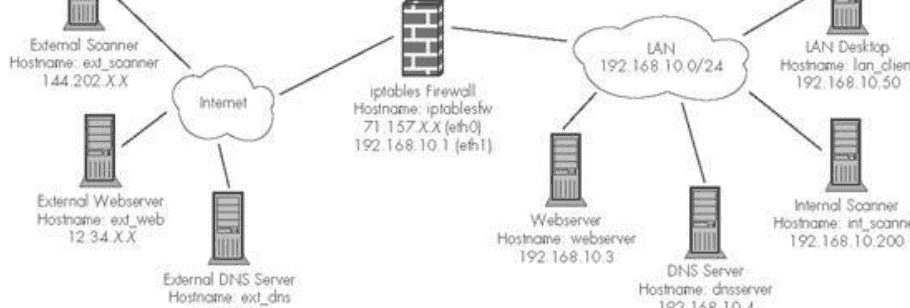 External Scanner
Hostname: ext_scanner
144.202.X.X
Internet
iptables Firewall
Hostname: iptablesfw
71.157.X.X (eth0)
192.168.10.1 (eth1)
LAN
192.168.10.0/24
LAN Desktop
Hostname: lan_clien
192.168.10.50
External Webserver
Hostname: ext_web
12.34.X.X
External DNS Server
Hostname: ext_dns
Webserver
Hostname: webserver
192.168.10.3
DNS Server
Hostname: dnsserver
192.168.10.4
Internal Scanner
Hostname: int_scanne
192.168.10.200